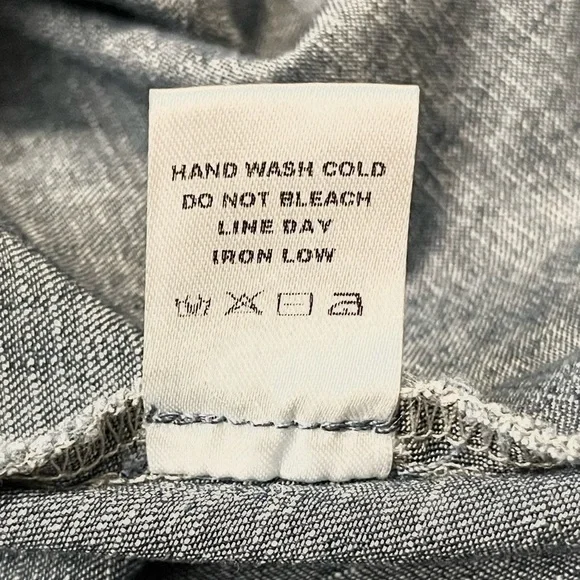 HAND WASH COLD
DO NOT BLEACH
LINE DAY
IRON LOW